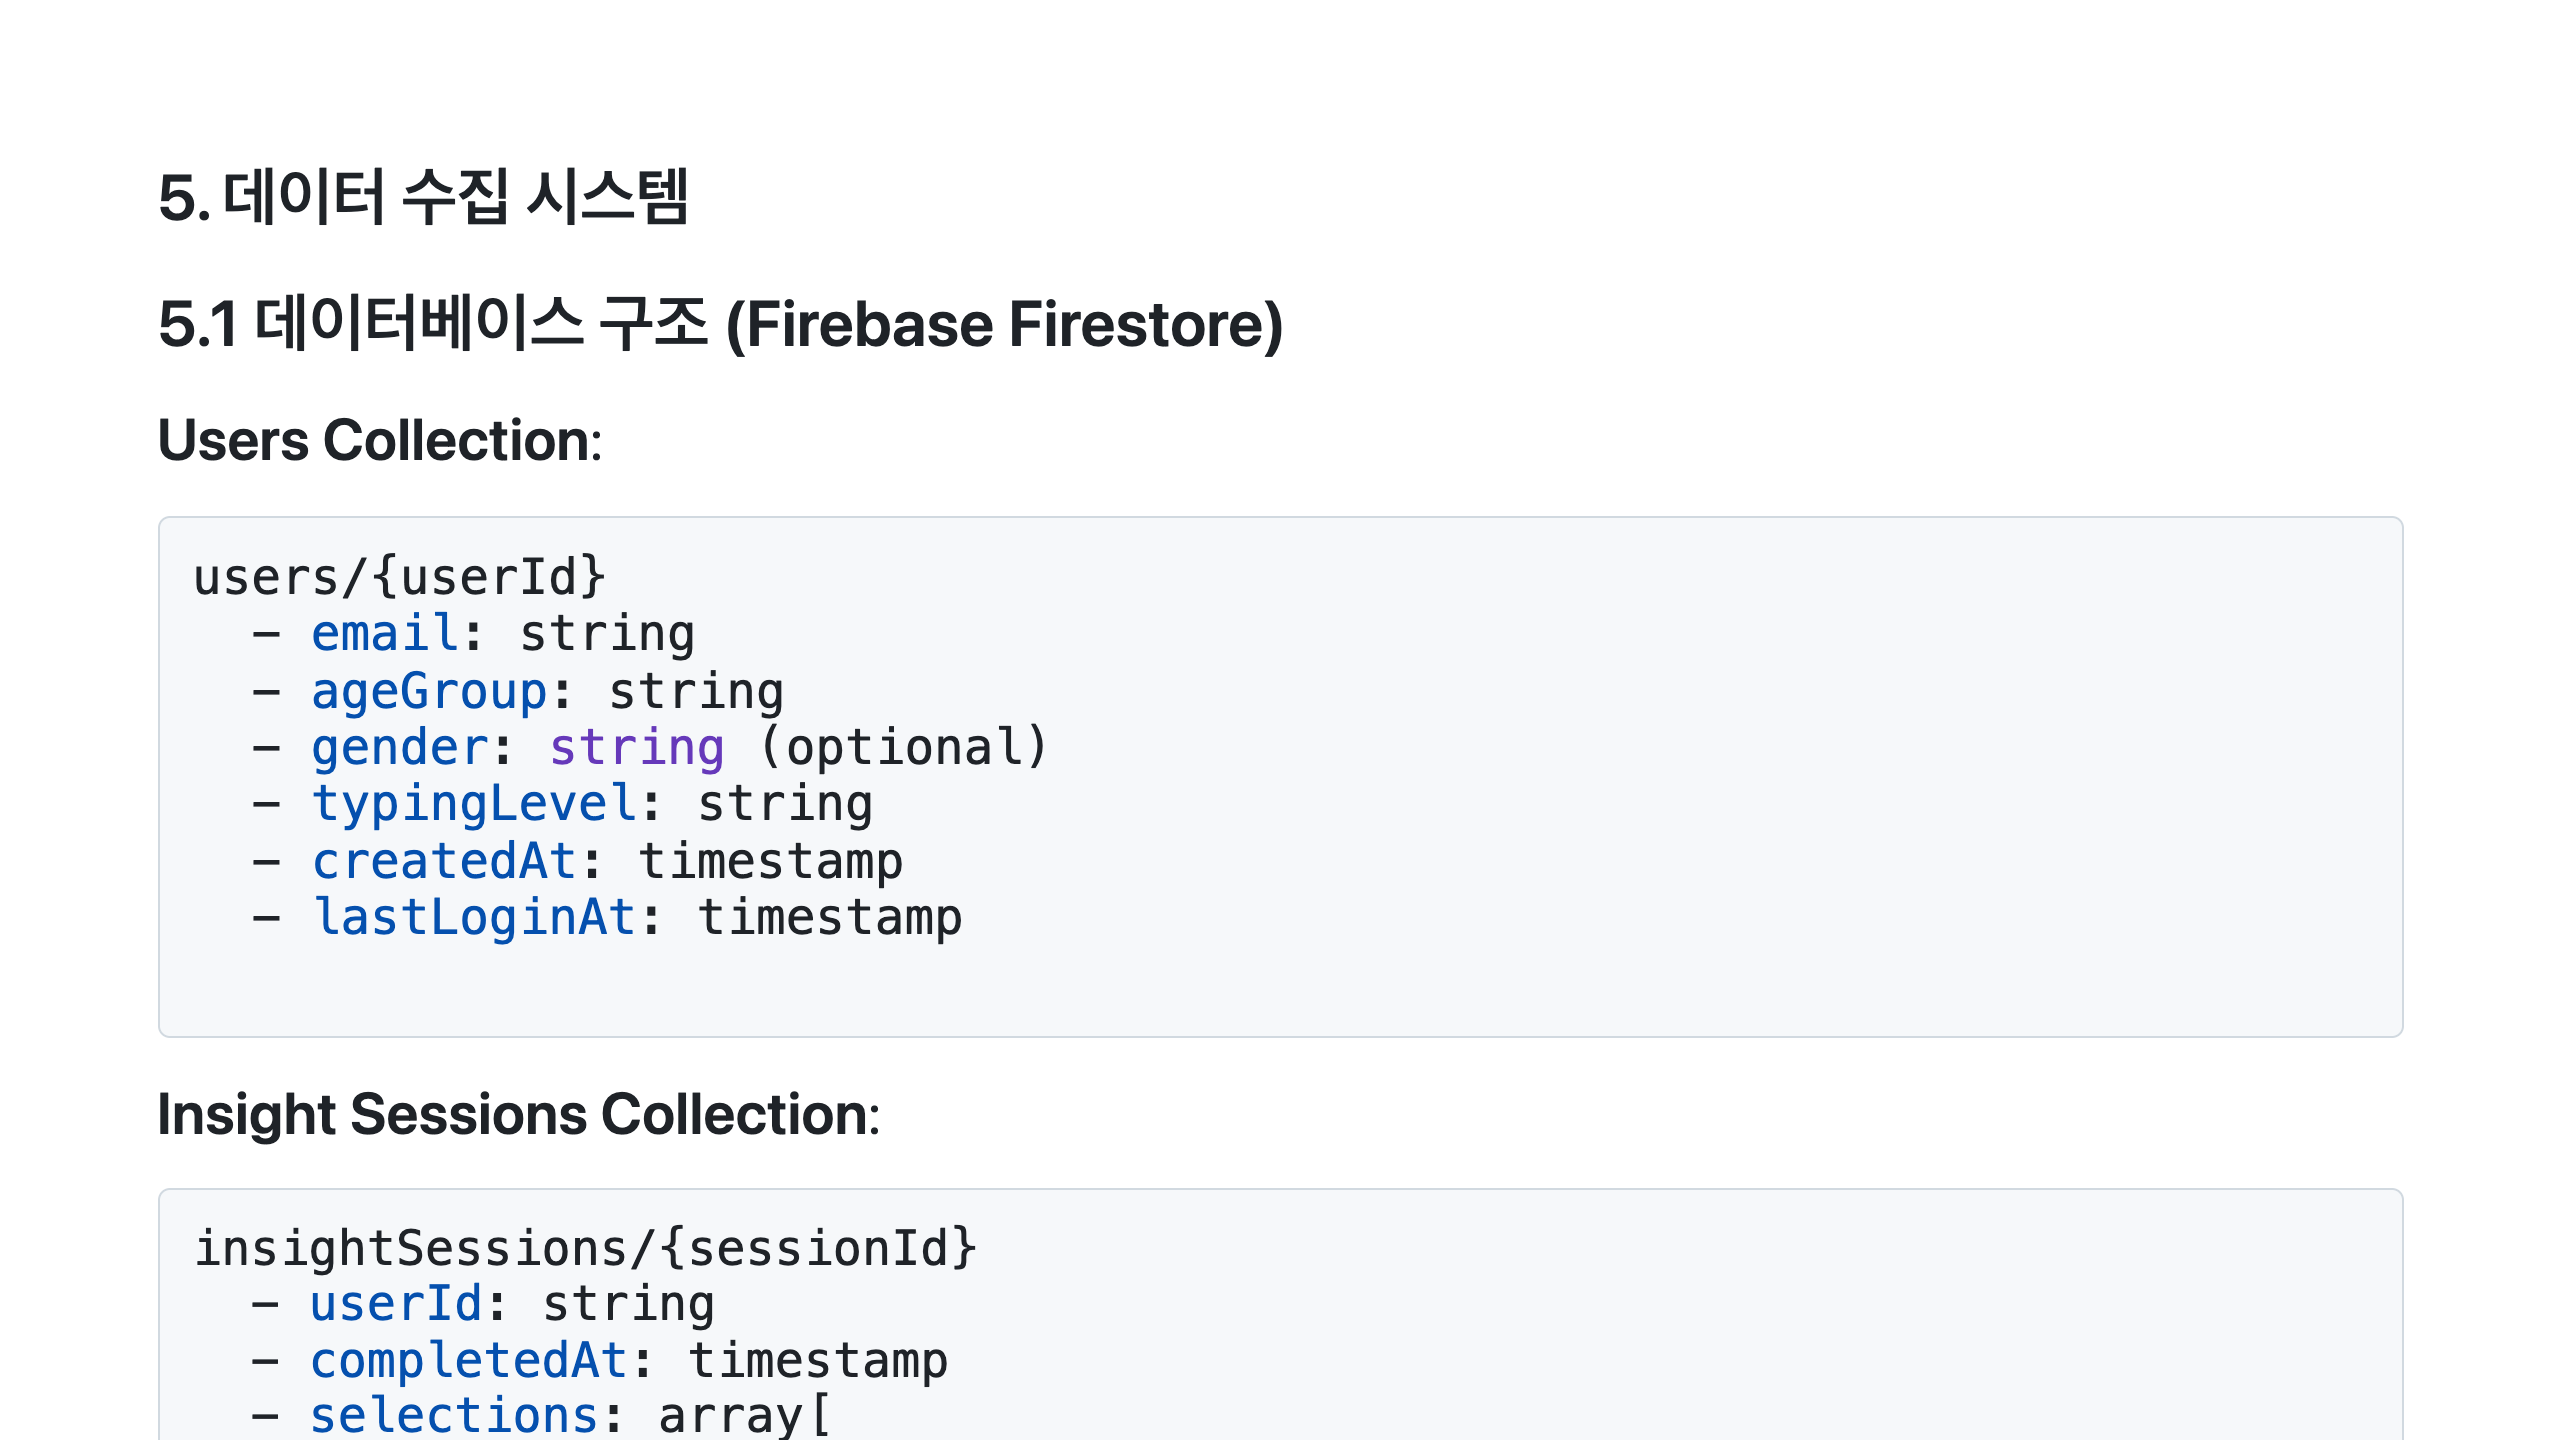 5. 데이터 수집 시스템
5.1 데이터베이스 구조 (Firebase Firestore)
Users Collection:
users/{userId}
– email: string
– ageGroup: string
– gender: string (optional)
– typingLevel: string
– createdAt: timestamp
– lastLoginAt: timestamp
Insight Sessions Collection:
insightSessions/{sessionId}
– userId: string
– completedAt: timestamp
– selections: array[